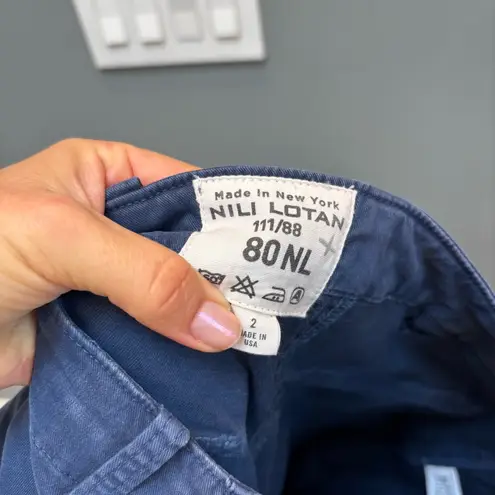 Made In New York
NILI LOTAN
111/88
80NL
2
MADE IN
USA